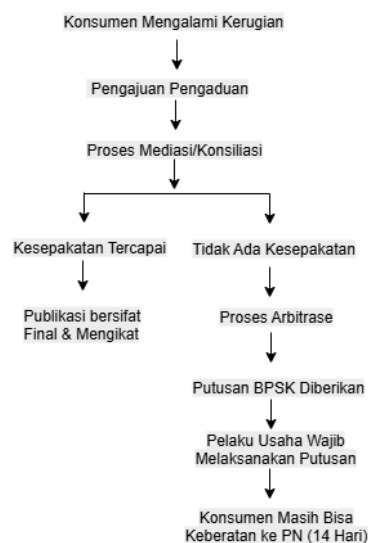 Konsumen Mengalami Kerugian
Pengajuan Pengaduan
Proses Mediasi/Konsiliasi
Kesepakatan Tercapai
Tidak Ada Kesepakatan
Publikasi bersifat
Final & Mengikat
Proses Arbitrase
Putusan BPSK Diberikan
Pelaku Usaha Wajib
Melaksanakan Putusan
Konsumen Masih Bisa
Keberatan ke PN (14 Hari)